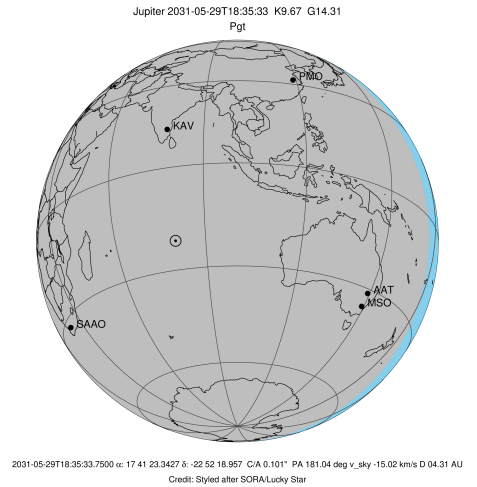 Jupiter 2031-05-29T18:35:33 K9.67 G14.31
Pgt
PMO
KAV
AAT
MSO
SAAO
2031-05-29T18:35:33.7500 α: 17 41 23.3427 δ: -22 52 18.957 C/A 0.101" PA 181.04 deg v_sky -15.02 km/s D 04.31 AU
Credit: Styled after SORA/Lucky Star